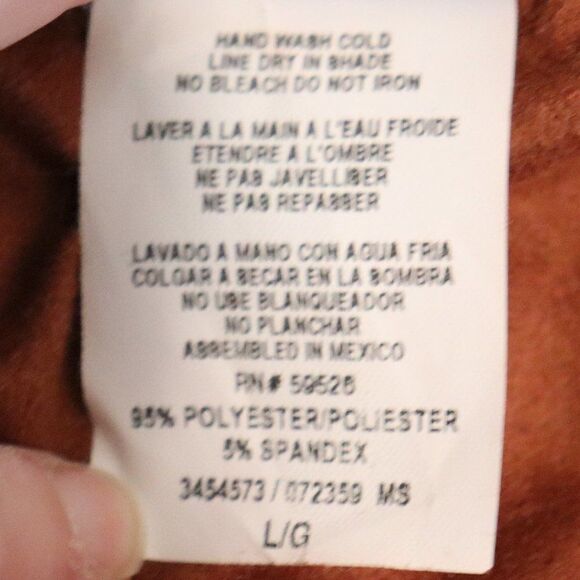 HAND WASH COLD
LINE DRY IN SHADE
NO BLEACH DO NOT IRON
LAVER A LA MAIN A L'EAU FROIDE
ETENDRE A L'OMBRE
NE PAS JAVELLISER
NE PAS REPASSER
LAVADO A MANO CON AGUA FRIA
COLGAR A SECAR EN LA SOMBRA
NO USE BLANQUEADOR
NO PLANCHAR
ASSEMBLED IN MEXICO
RN# 59526
95% POLYESTER/POLIESTER
5% SPANDEX
3454573 / 072359 MS
L/G